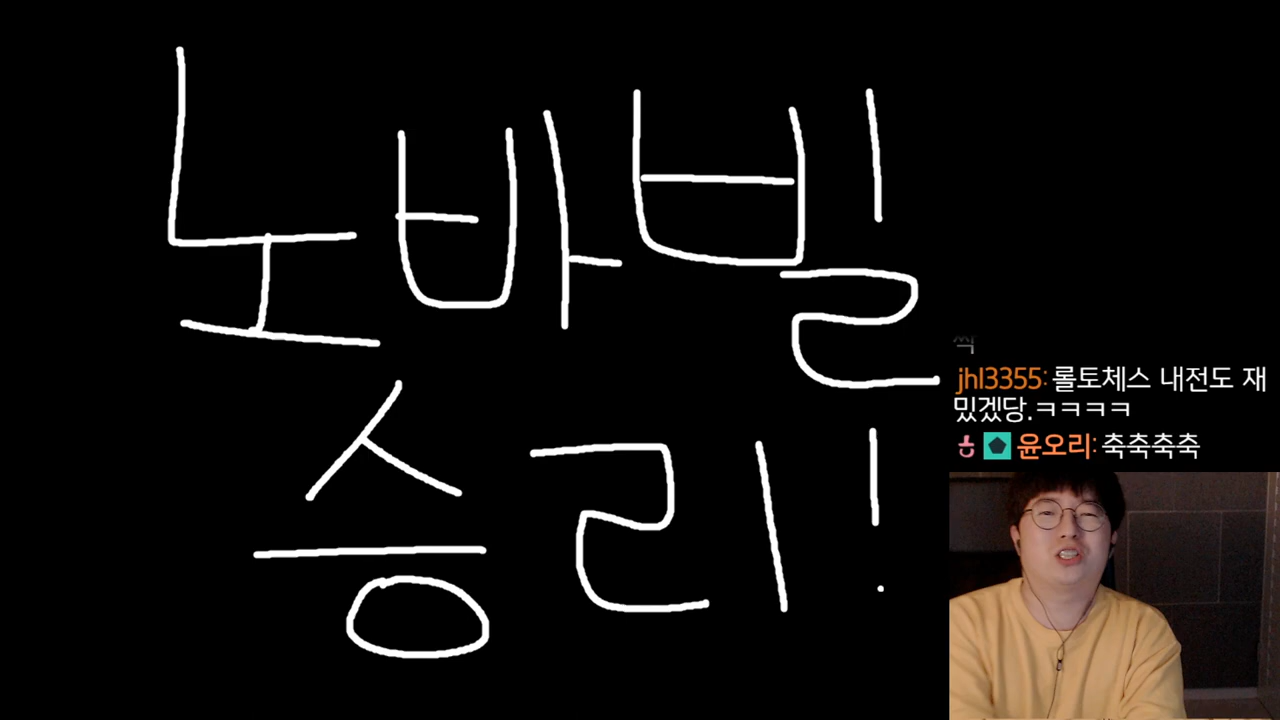 노바빌
승리!
씩
jhl3355: 롤토체스 내전도 재
밌겠당.ㅋㅋㅋㅋ
윤오리: 축축축축